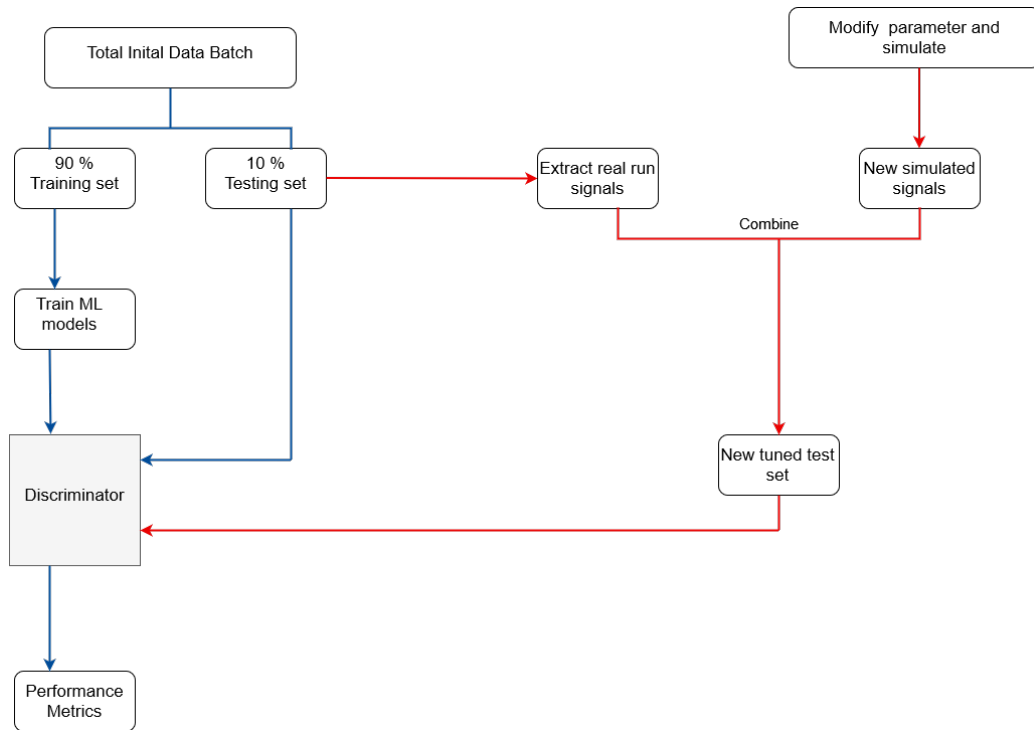 Total Inital Data Batch
Modify parameter and
simulate
90 %
Training set
10 %
Testing set
Extract real run
signals
New simulated
signals
Combine
Train ML
models
Discriminator
New tuned test
set
Performance
Metrics